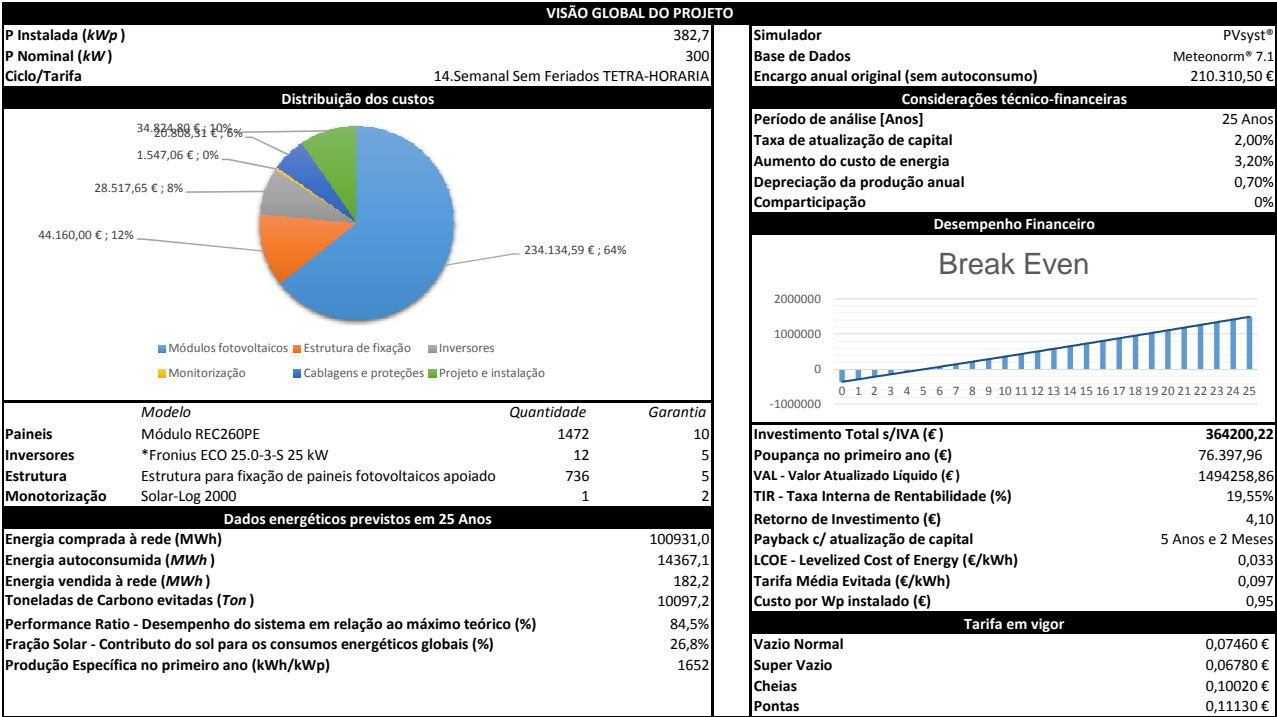 VISÃO GLOBAL DO PROJETO
P Instalada (kWp) 382,7
P Nominal (kW) 300
Ciclo/Tarifa 14.Semanal Sem Feriados TETRA-HORARIA
Distribuição dos custos
34.824,80 € ; 10%
20.808,31 € ; 6%
1.547,06 € ; 0%
28.517,65 € ; 8%
44.160,00 € ; 12%
234.134,59 € ; 64%
Módulos fotovoltaicos Estrutura de fixação Inversores
Monitorização Cablagens e proteções Projeto e instalação
Modelo Quantidade Garantia
Paineis Módulo REC260PE 1472 10
Inversores *Fronius ECO 25.0-3-S 25 kW 12 5
Estrutura Estrutura para fixação de paineis fotovoltaicos apoiado 736 5
Monotorização Solar-Log 2000 1 2
Dados energéticos previstos em 25 Anos
Energia comprada à rede (MWh) 100931,0
Energia autoconsumida (MWh) 14367,1
Energia vendida à rede (MWh) 182,2
Toneladas de Carbono evitadas (Ton) 10097,2
Performance Ratio - Desempenho do sistema em relação ao máximo teórico (%) 84,5%
Fração Solar - Contributo do sol para os consumos energéticos globais (%) 26,8%
Produção Específica no primeiro ano (kWh/kWp) 1652
Simulador PVsyst®
Base de Dados Meteonorm® 7.1
Encargo anual original (sem autoconsumo) 210.310,50 €
Considerações técnico-financeiras
Período de análise [Anos] 25 Anos
Taxa de atualização de capital 2,00%
Aumento do custo de energia 3,20%
Depreciação da produção anual 0,70%
Comparticipação 0%
Desempenho Financeiro
Break Even
2000000
1000000
0
0 1 2 3 4 5 6 7 8 9 10 11 12 13 14 15 16 17 18 19 20 21 22 23 24 25
-1000000
Investimento Total s/IVA (€) 364200,22
Poupança no primeiro ano (€) 76.397,96
VAL - Valor Atualizado Líquido (€) 1494258,86
TIR - Taxa Interna de Rentabilidade (%) 19,55%
Retorno de Investimento (€) 4,10
Payback c/ atualização de capital 5 Anos e 2 Meses
LCOE - Levelized Cost of Energy (€/kWh) 0,033
Tarifa Média Evitada (€/kWh) 0,097
Custo por Wp instalado (€) 0,95
Tarifa em vigor
Vazio Normal 0,07460 €
Super Vazio 0,06780 €
Cheias 0,10020 €
Pontas 0,11130 €